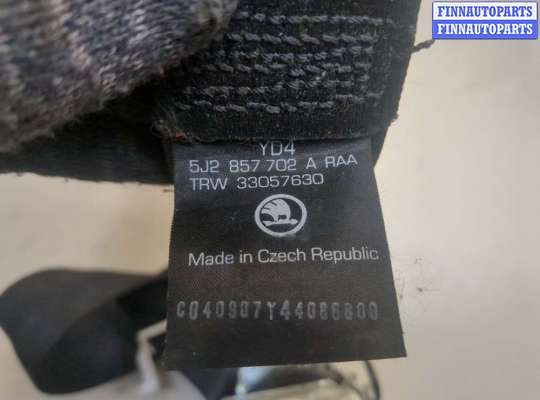 FINNAUTOPARTS
FINNAUTOPARTS
YD4
5J2 857 702 A RAA
TRW 33057630
Made in Czech Republic
C040907Y44086800